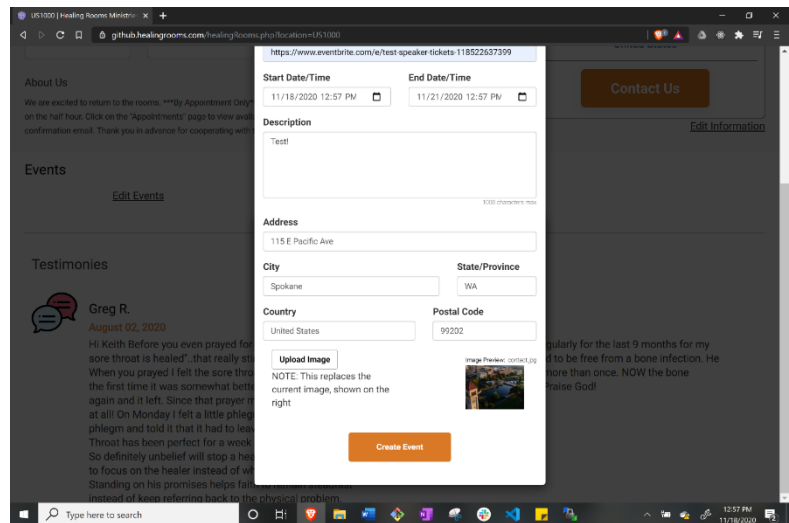 US1000 | Healing Rooms Ministrie
github.healingrooms.com/healingRooms.php?location=US1000
https://www.eventbrite.com/e/test-speaker-tickets-118522637399
Start Date/Time
End Date/Time
11/18/2020 12:57 PM
11/21/2020 12:57 PM
Description
Test!
1000 characters max
Address
115 E Pacific Ave
City
State/Province
Spokane
WA
Country
Postal Code
United States
99202
Upload Image
Image Preview: contact.jpg
NOTE: This replaces the
current image, shown on the
right
Create Event
Contact Us
Edit Information
About Us
We are excited to return to the rooms. ***By Appointment Only*
on the half hour. Click on the "Appointments" page to view avail
confirmation email. Thank you in advance for cooperating with
Events
Edit Events
Testimonies
Greg R.
August 02, 2020
Hi Keith Before you even prayed for
gularly for the last 9 months for my
sore throat is healed"..that really sti
d to be free from a bone infection. He
When you prayed I felt the sore thro
more than once. NOW the bone
the first time it was somewhat bette
Praise God!
again and it left. Since that prayer m
at all! On Monday I felt a little phleg
phlegm and told it that it had to leav
Throat has been perfect for a week
So definitely unbelief will stop a hea
to focus on the healer instead of wh
Standing on his promises helps faith to remain steadfast
instead of keep referring back to the physical problem.
Type here to search
12:57 PM
11/18/2020